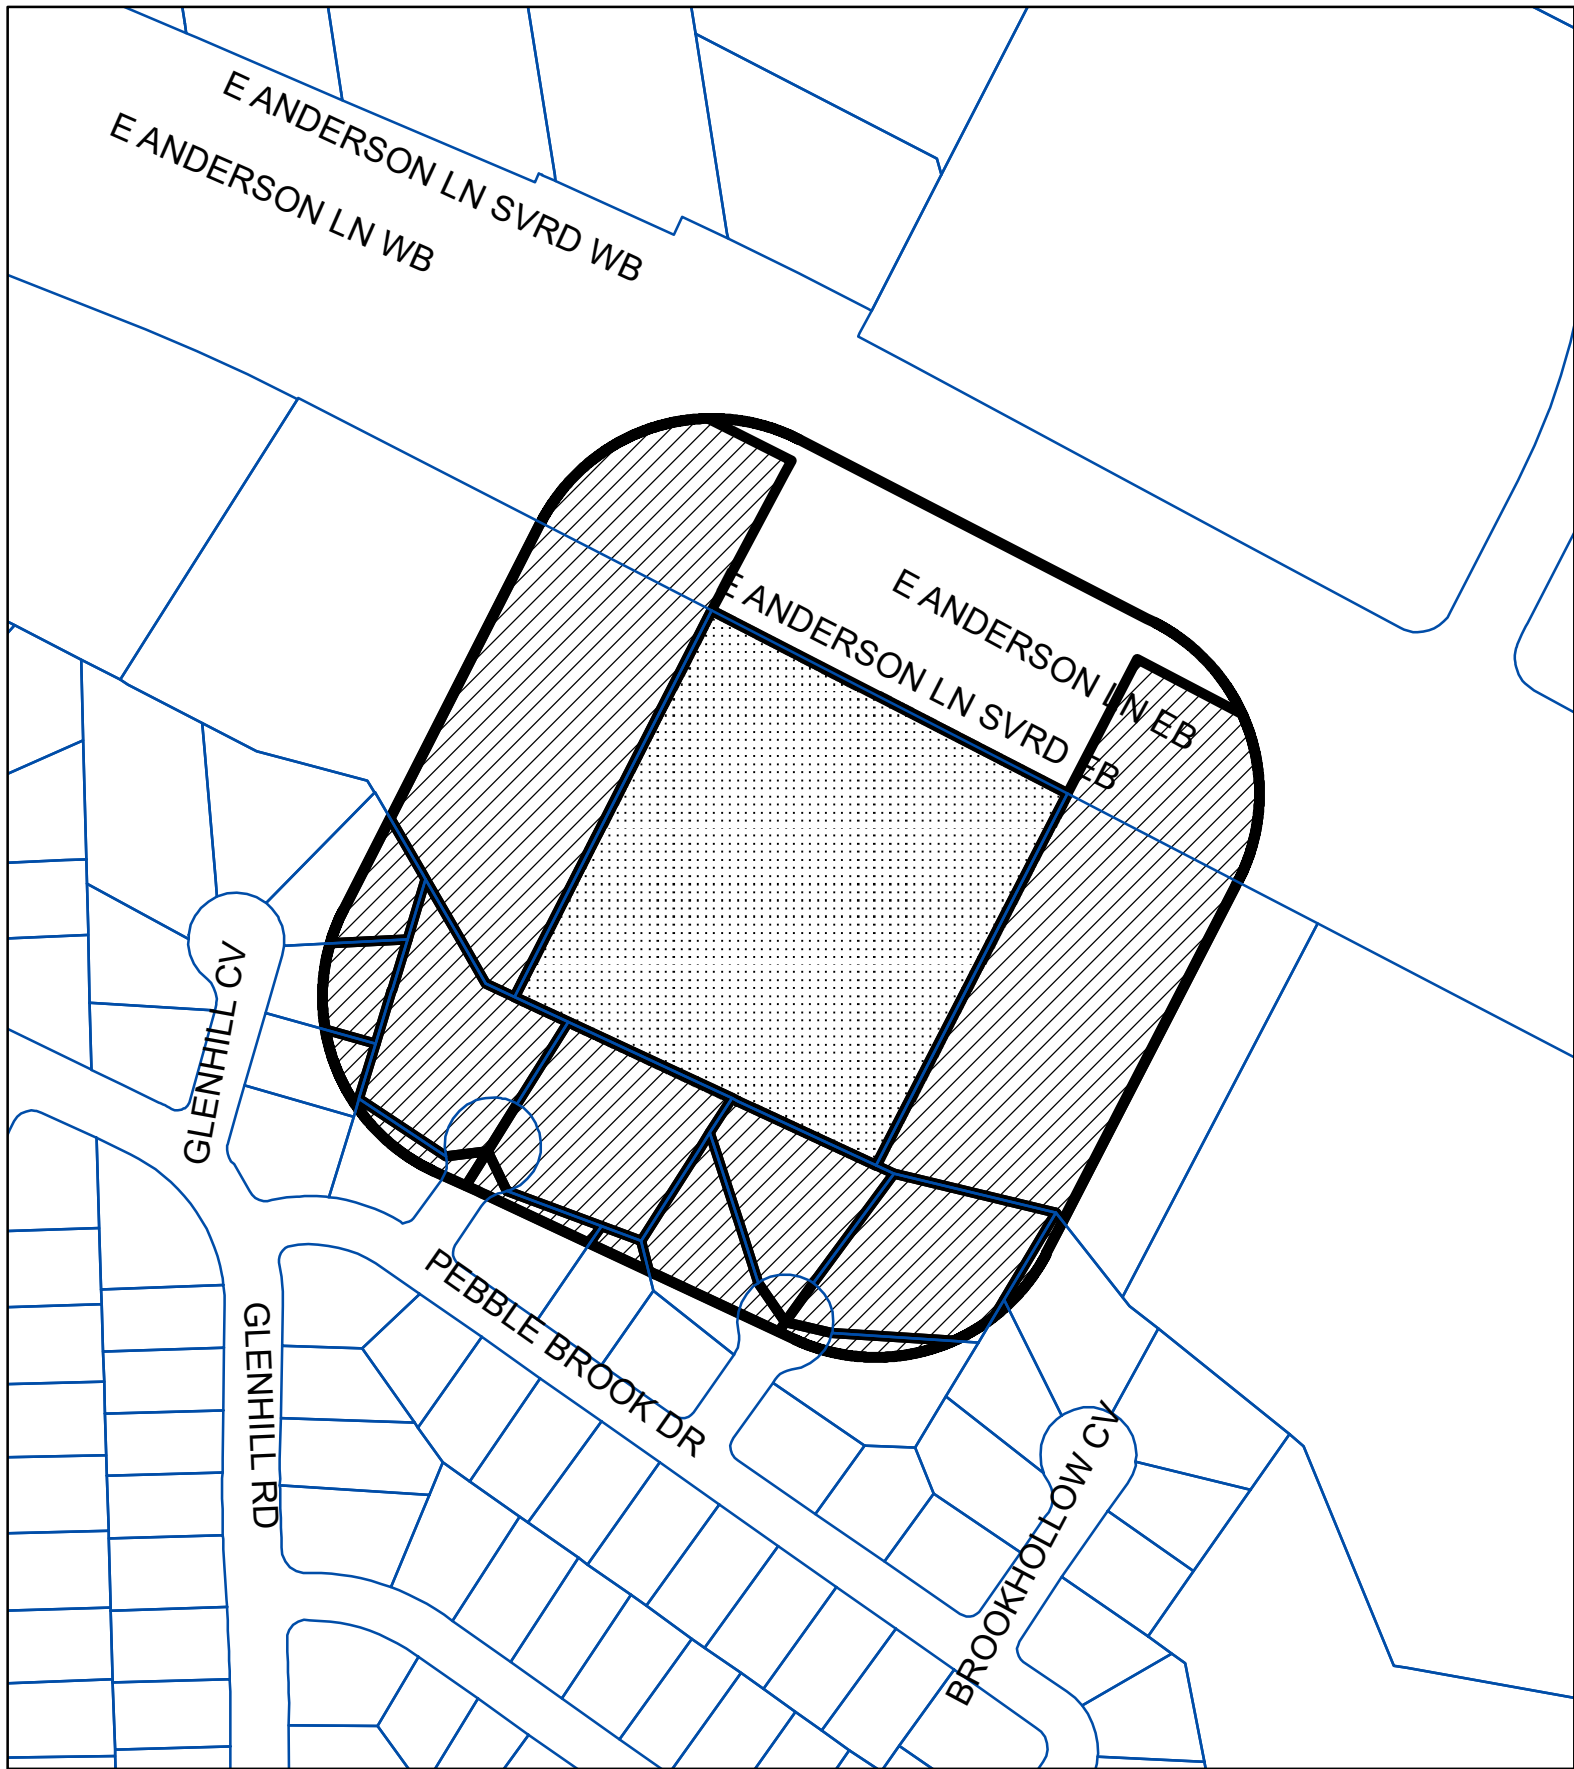 E ANDERSON LN SVRD WB
E ANDERSON LN WB
E ANDERSON LN EB
E ANDERSON LN SVRD EB
GLENHILL CV
PEBBLE BROOK DR
GLENHILL RD
BROOKHOLLOW CV